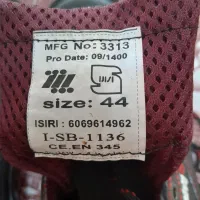 MFG No: 3313
Pro Date: 09/1400
size: 44
ISIRI : 6069614962
I-SB-1136
CE.EN 345